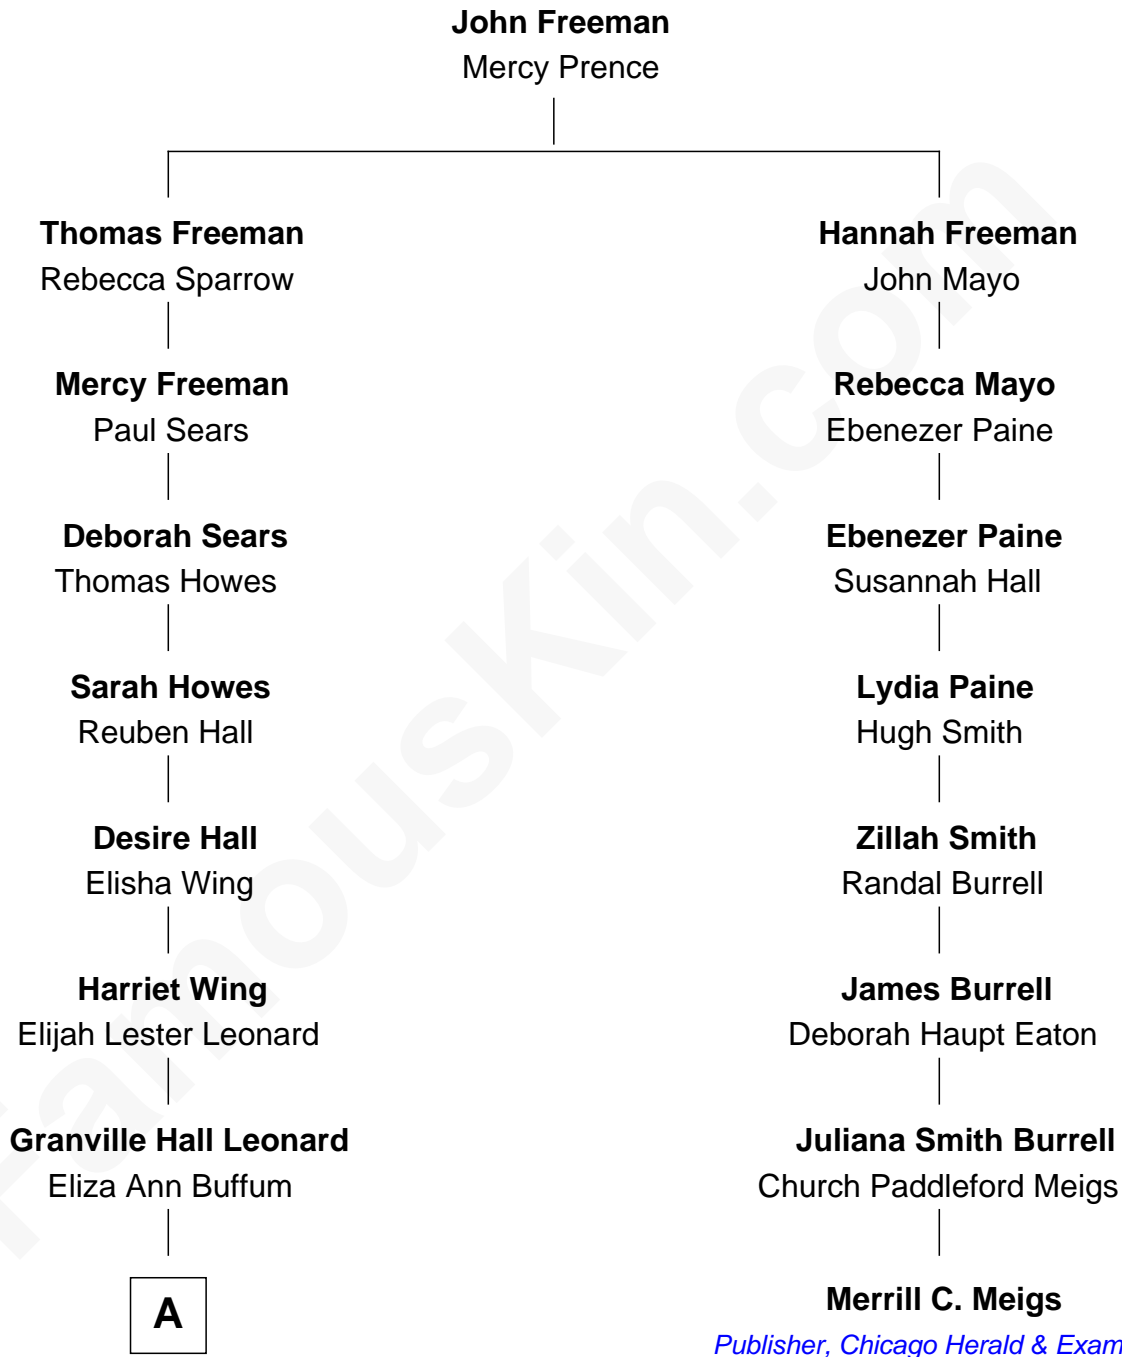 John Freeman
Mercy Prence
Thomas Freeman
Rebecca Sparrow
Hannah Freeman
John Mayo
Mercy Freeman
Paul Sears
Rebecca Mayo
Ebenezer Paine
Deborah Sears
Thomas Howes
Ebenezer Paine
Susannah Hall
Sarah Howes
Reuben Hall
Lydia Paine
Hugh Smith
Desire Hall
Elisha Wing
Zillah Smith
Randal Burrell
Harriet Wing
Elijah Lester Leonard
James Burrell
Deborah Haupt Eaton
Granville Hall Leonard
Eliza Ann Buffum
Juliana Smith Burrell
Church Paddleford Meigs
A
Merrill C. Meigs
Publisher, Chicago Herald & Exam
FamousKin.com